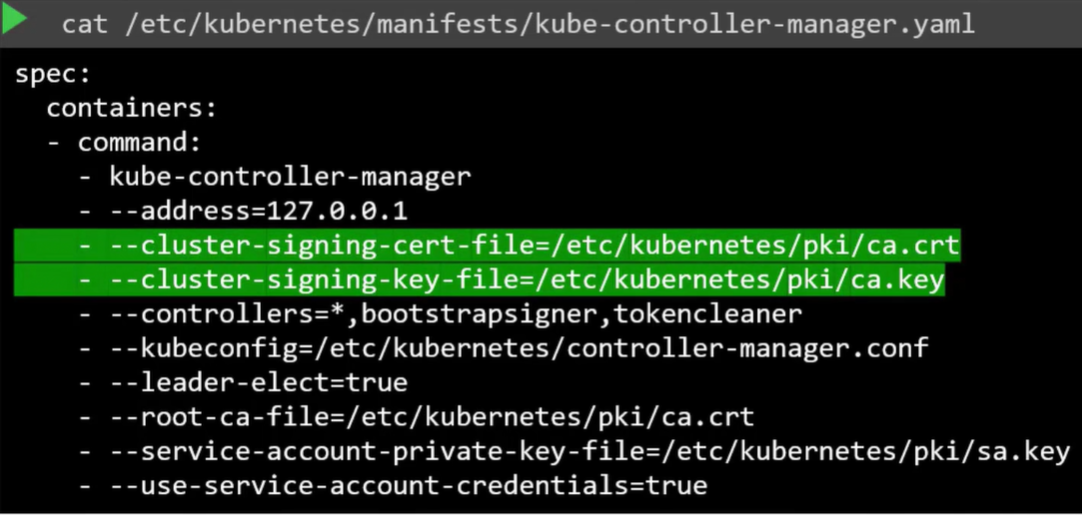 cat /etc/kubernetes/manifests/kube-controller-manager.yaml
spec:
  containers:
  - command:
    - kube-controller-manager
    - --address=127.0.0.1
    - --cluster-signing-cert-file=/etc/kubernetes/pki/ca.crt
    - --cluster-signing-key-file=/etc/kubernetes/pki/ca.key
    - --controllers=*,bootstrapsigner,tokencleaner
    - --kubeconfig=/etc/kubernetes/controller-manager.conf
    - --leader-elect=true
    - --root-ca-file=/etc/kubernetes/pki/ca.crt
    - --service-account-private-key-file=/etc/kubernetes/pki/sa.key
    - --use-service-account-credentials=true